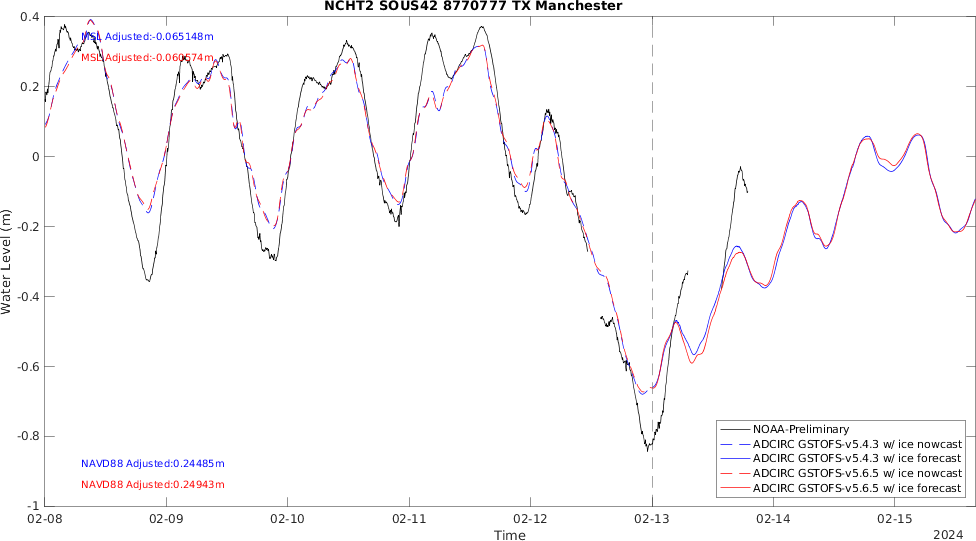 NCHT2 SOUS42 8770777 TX Manchester
MSL Adjusted:-0.065148m
MSL Adjusted:-0.060574m
NAVD88 Adjusted:0.24485m
NAVD88 Adjusted:0.24943m
Water Level (m)
0.4
0.2
0
-0.2
-0.4
-0.6
-0.8
-1
NOAA-Preliminary
ADCIRC GSTOFS-v5.4.3 w/ ice nowcast
ADCIRC GSTOFS-v5.4.3 w/ ice forecast
ADCIRC GSTOFS-v5.6.5 w/ ice nowcast
ADCIRC GSTOFS-v5.6.5 w/ ice forecast
02-08 02-09 02-10 02-11 02-12 02-13 02-14 02-15
Time
2024